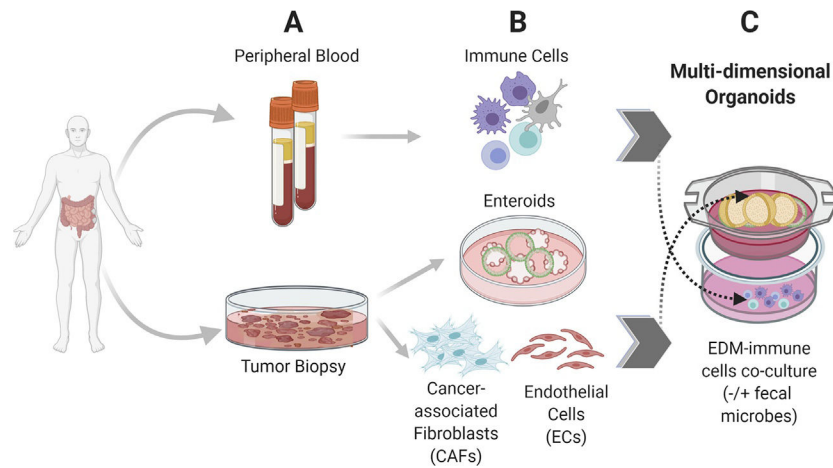 A
B
C
Peripheral Blood
Immune Cells
Multi-dimensional
Organoids
Enteroids
Tumor Biopsy
Cancer-
associated
Fibroblasts
(CAFs)
Endothelial
Cells
(ECs)
EDM-immune
cells co-culture
(-/+ fecal
microbes)